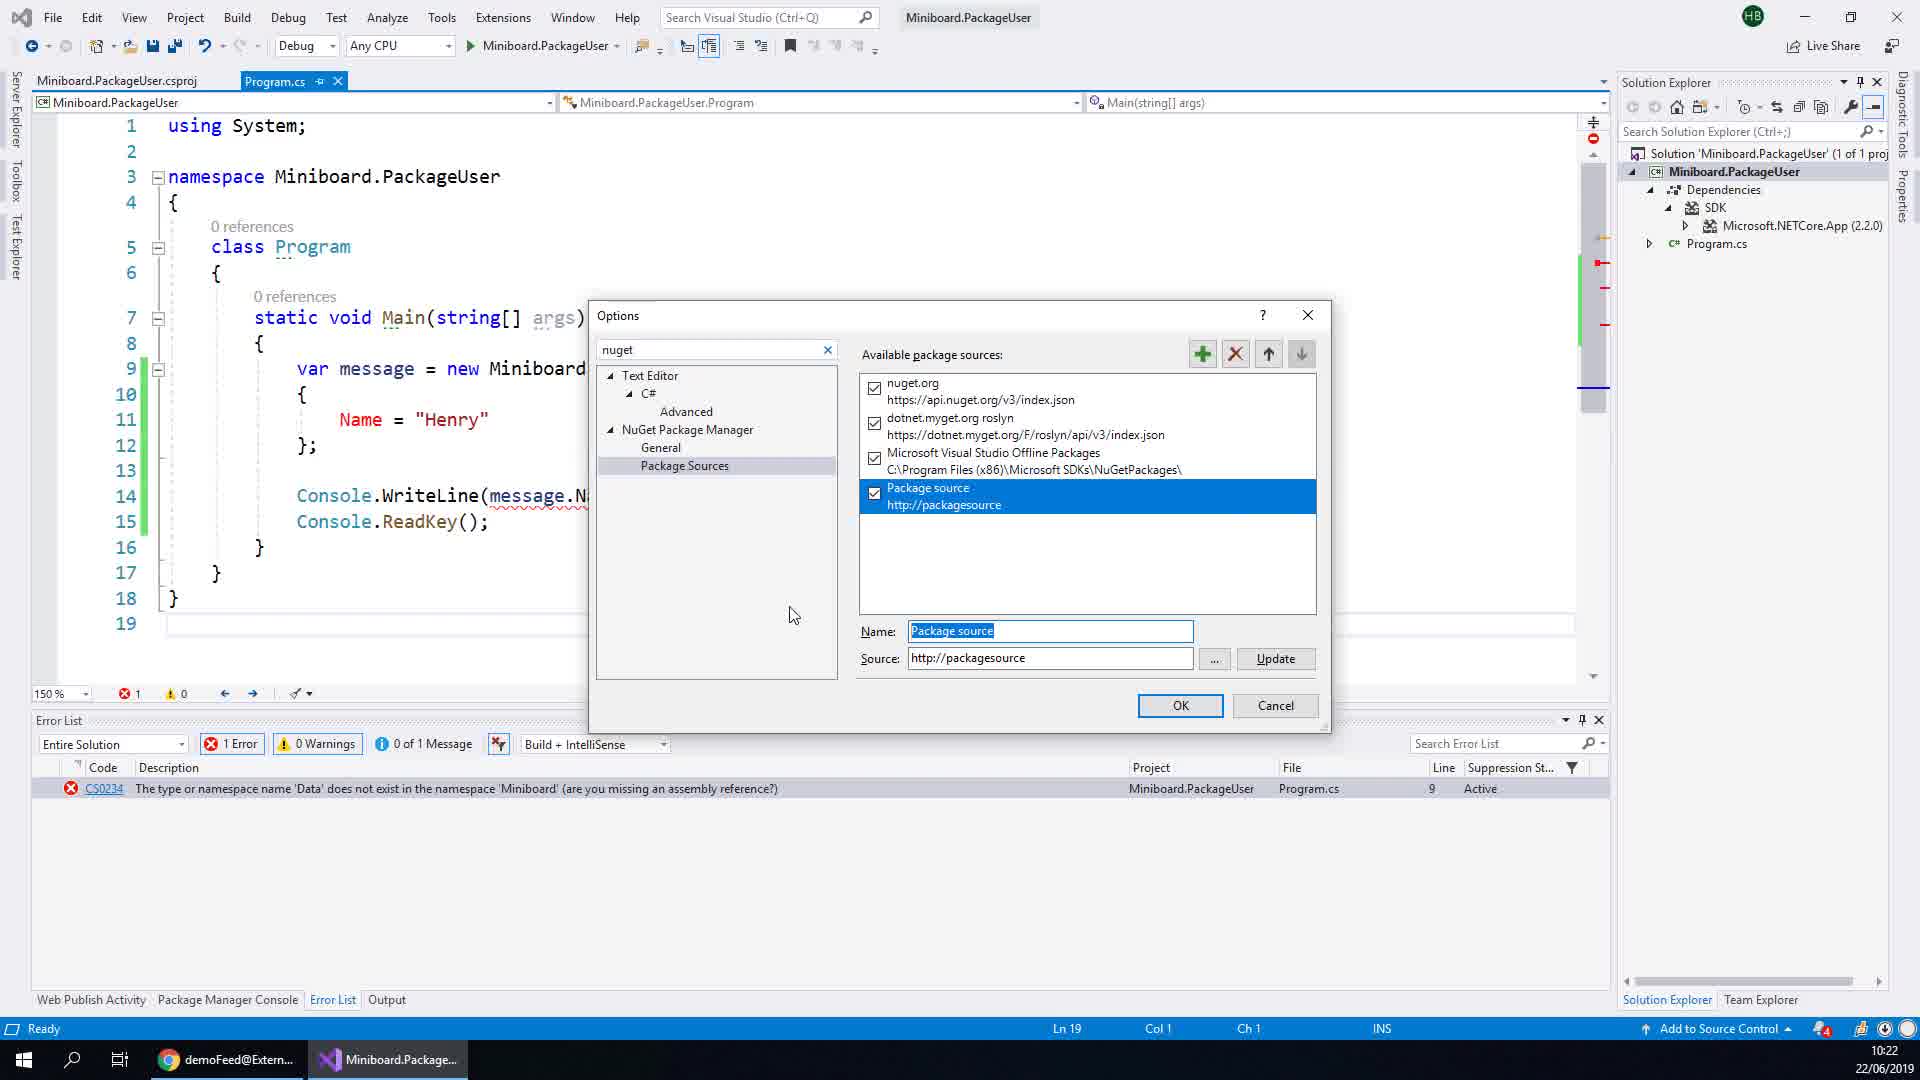 File Edit View Project Build Debug Test Analyze Tools Extensions Window Help Search Visual Studio (Ctrl+Q) Miniboard.PackageUser HB
Debug Any CPU Miniboard.PackageUser Live Share
Miniboard.PackageUser.csproj Program.cs
Miniboard.PackageUser Miniboard.PackageUser.Program Main(string[] args)
Server Explorer
Toolbox
Test Explorer
1 using System;
2
3 namespace Miniboard.PackageUser
4 {
0 references
5 class Program
6 {
0 references
7 static void Main(string[] args)
8 {
9 var message = new Miniboard
10 {
11 Name = "Henry"
12 };
13
14 Console.WriteLine(message.Na
15 Console.ReadKey();
16 }
17 }
18 }
19
150 % 1 0
Options ?
nuget
Text Editor
C#
Advanced
NuGet Package Manager
General
Package Sources
Available package sources:
nuget.org
https://api.nuget.org/v3/index.json
dotnet.myget.org roslyn
https://dotnet.myget.org/F/roslyn/api/v3/index.json
Microsoft Visual Studio Offline Packages
C:\Program Files (x86)\Microsoft SDKs\NuGetPackages\
Package source
http://packagesource
Name: Package source
Source: http://packagesource ... Update
OK Cancel
Solution Explorer
Search Solution Explorer (Ctrl+;)
Solution 'Miniboard.PackageUser' (1 of 1 proj
C# Miniboard.PackageUser
Dependencies
SDK
Microsoft.NETCore.App (2.2.0)
C# Program.cs
Diagnostic Tools
Properties
Error List
Entire Solution 1 Error 0 Warnings 0 of 1 Message Build + IntelliSense Search Error List
Code Description Project File Line Suppression St...
CS0234 The type or namespace name 'Data' does not exist in the namespace 'Miniboard' (are you missing an assembly reference?) Miniboard.PackageUser Program.cs 9 Active
Web Publish Activity Package Manager Console Error List Output
Solution Explorer Team Explorer
Ready Ln 19 Col 1 Ch 1 INS Add to Source Control 4
demoFeed@Extern... Miniboard.Package...
10:22
22/06/2019